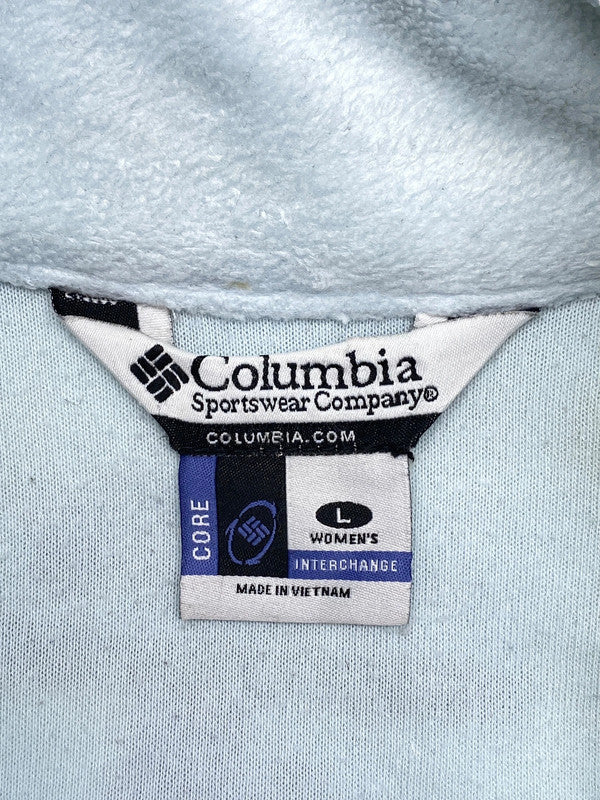 Columbia
Sportswear Company®
COLUMBIA.COM
CORE
L
WOMEN'S
INTERCHANGE
MADE IN VIETNAM